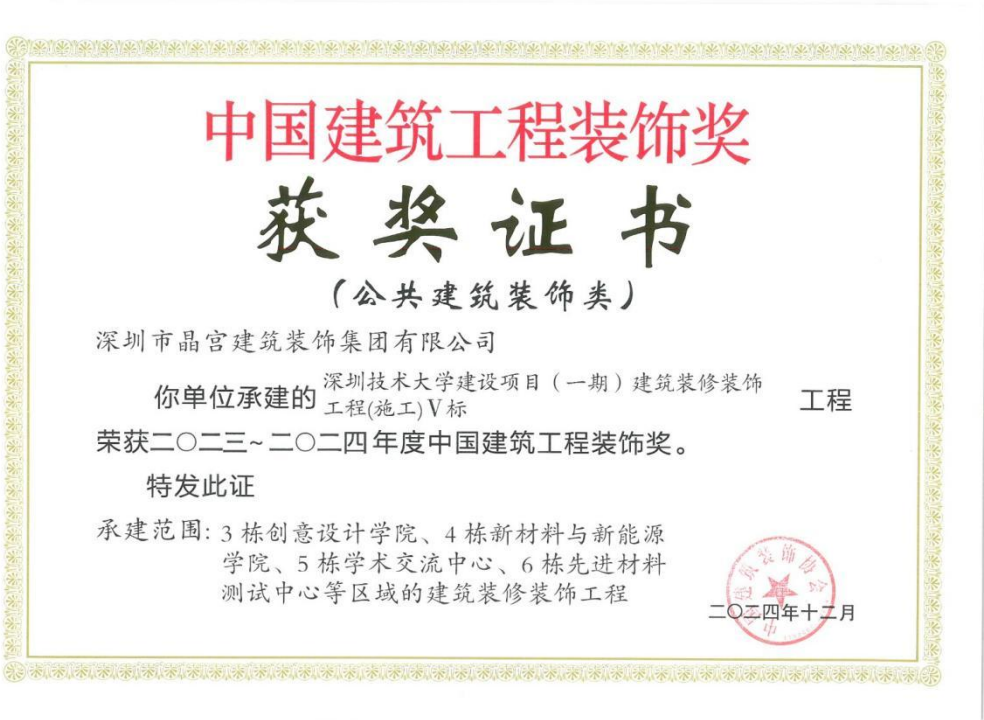 中国建筑工程装饰奖
获奖证书
（公共建筑装饰类）
深圳市晶宫建筑装饰集团有限公司
你单位承建的 深圳技术大学建设项目（一期）建筑装修装饰工程(施工)Ⅴ标 工程
荣获二〇二三~二〇二四年度中国建筑工程装饰奖。
特发此证
承建范围: 3 栋创意设计学院、4 栋新材料与新能源
学院、5 栋学术交流中心、6 栋先进材料
测试中心等区域的建筑装修装饰工程
中国建筑装饰协会
二〇二四年十二月